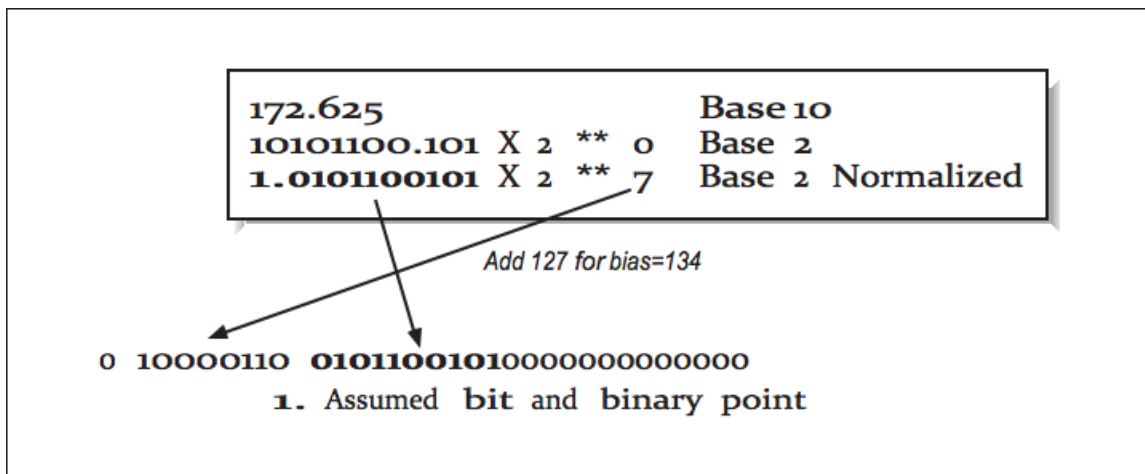 172.625 Base 10
10101100.101 X 2 ** 0 Base 2
1.0101100101 X 2 ** 7 Base 2 Normalized
Add 127 for bias=134
0 10000110 01011001010000000000000
1. Assumed bit and binary point